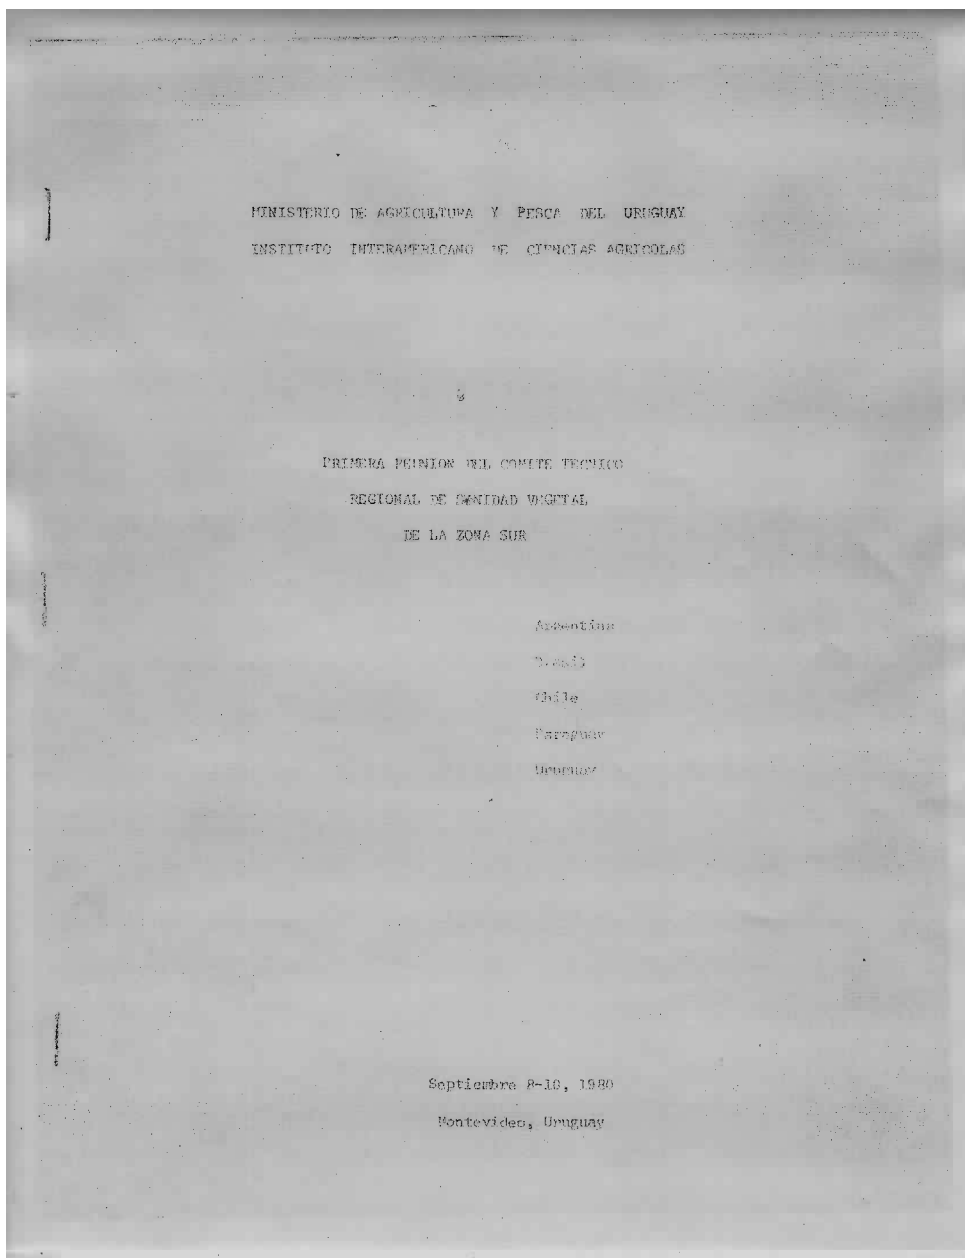 MINISTERIO DE AGRICULTURA Y PESCA DEL URUGUAY
INSTITUTO INTERAMERICANO DE CIENCIAS AGRICOLAS
PRIMERA REUNION DEL COMITE TECNICO
REGIONAL DE SANIDAD VEGETAL
DE LA ZONA SUR
Argentina
Brasil
Chile
Paraguay
Uruguay
Septiembre 8-10, 1980
Montevideo, Uruguay